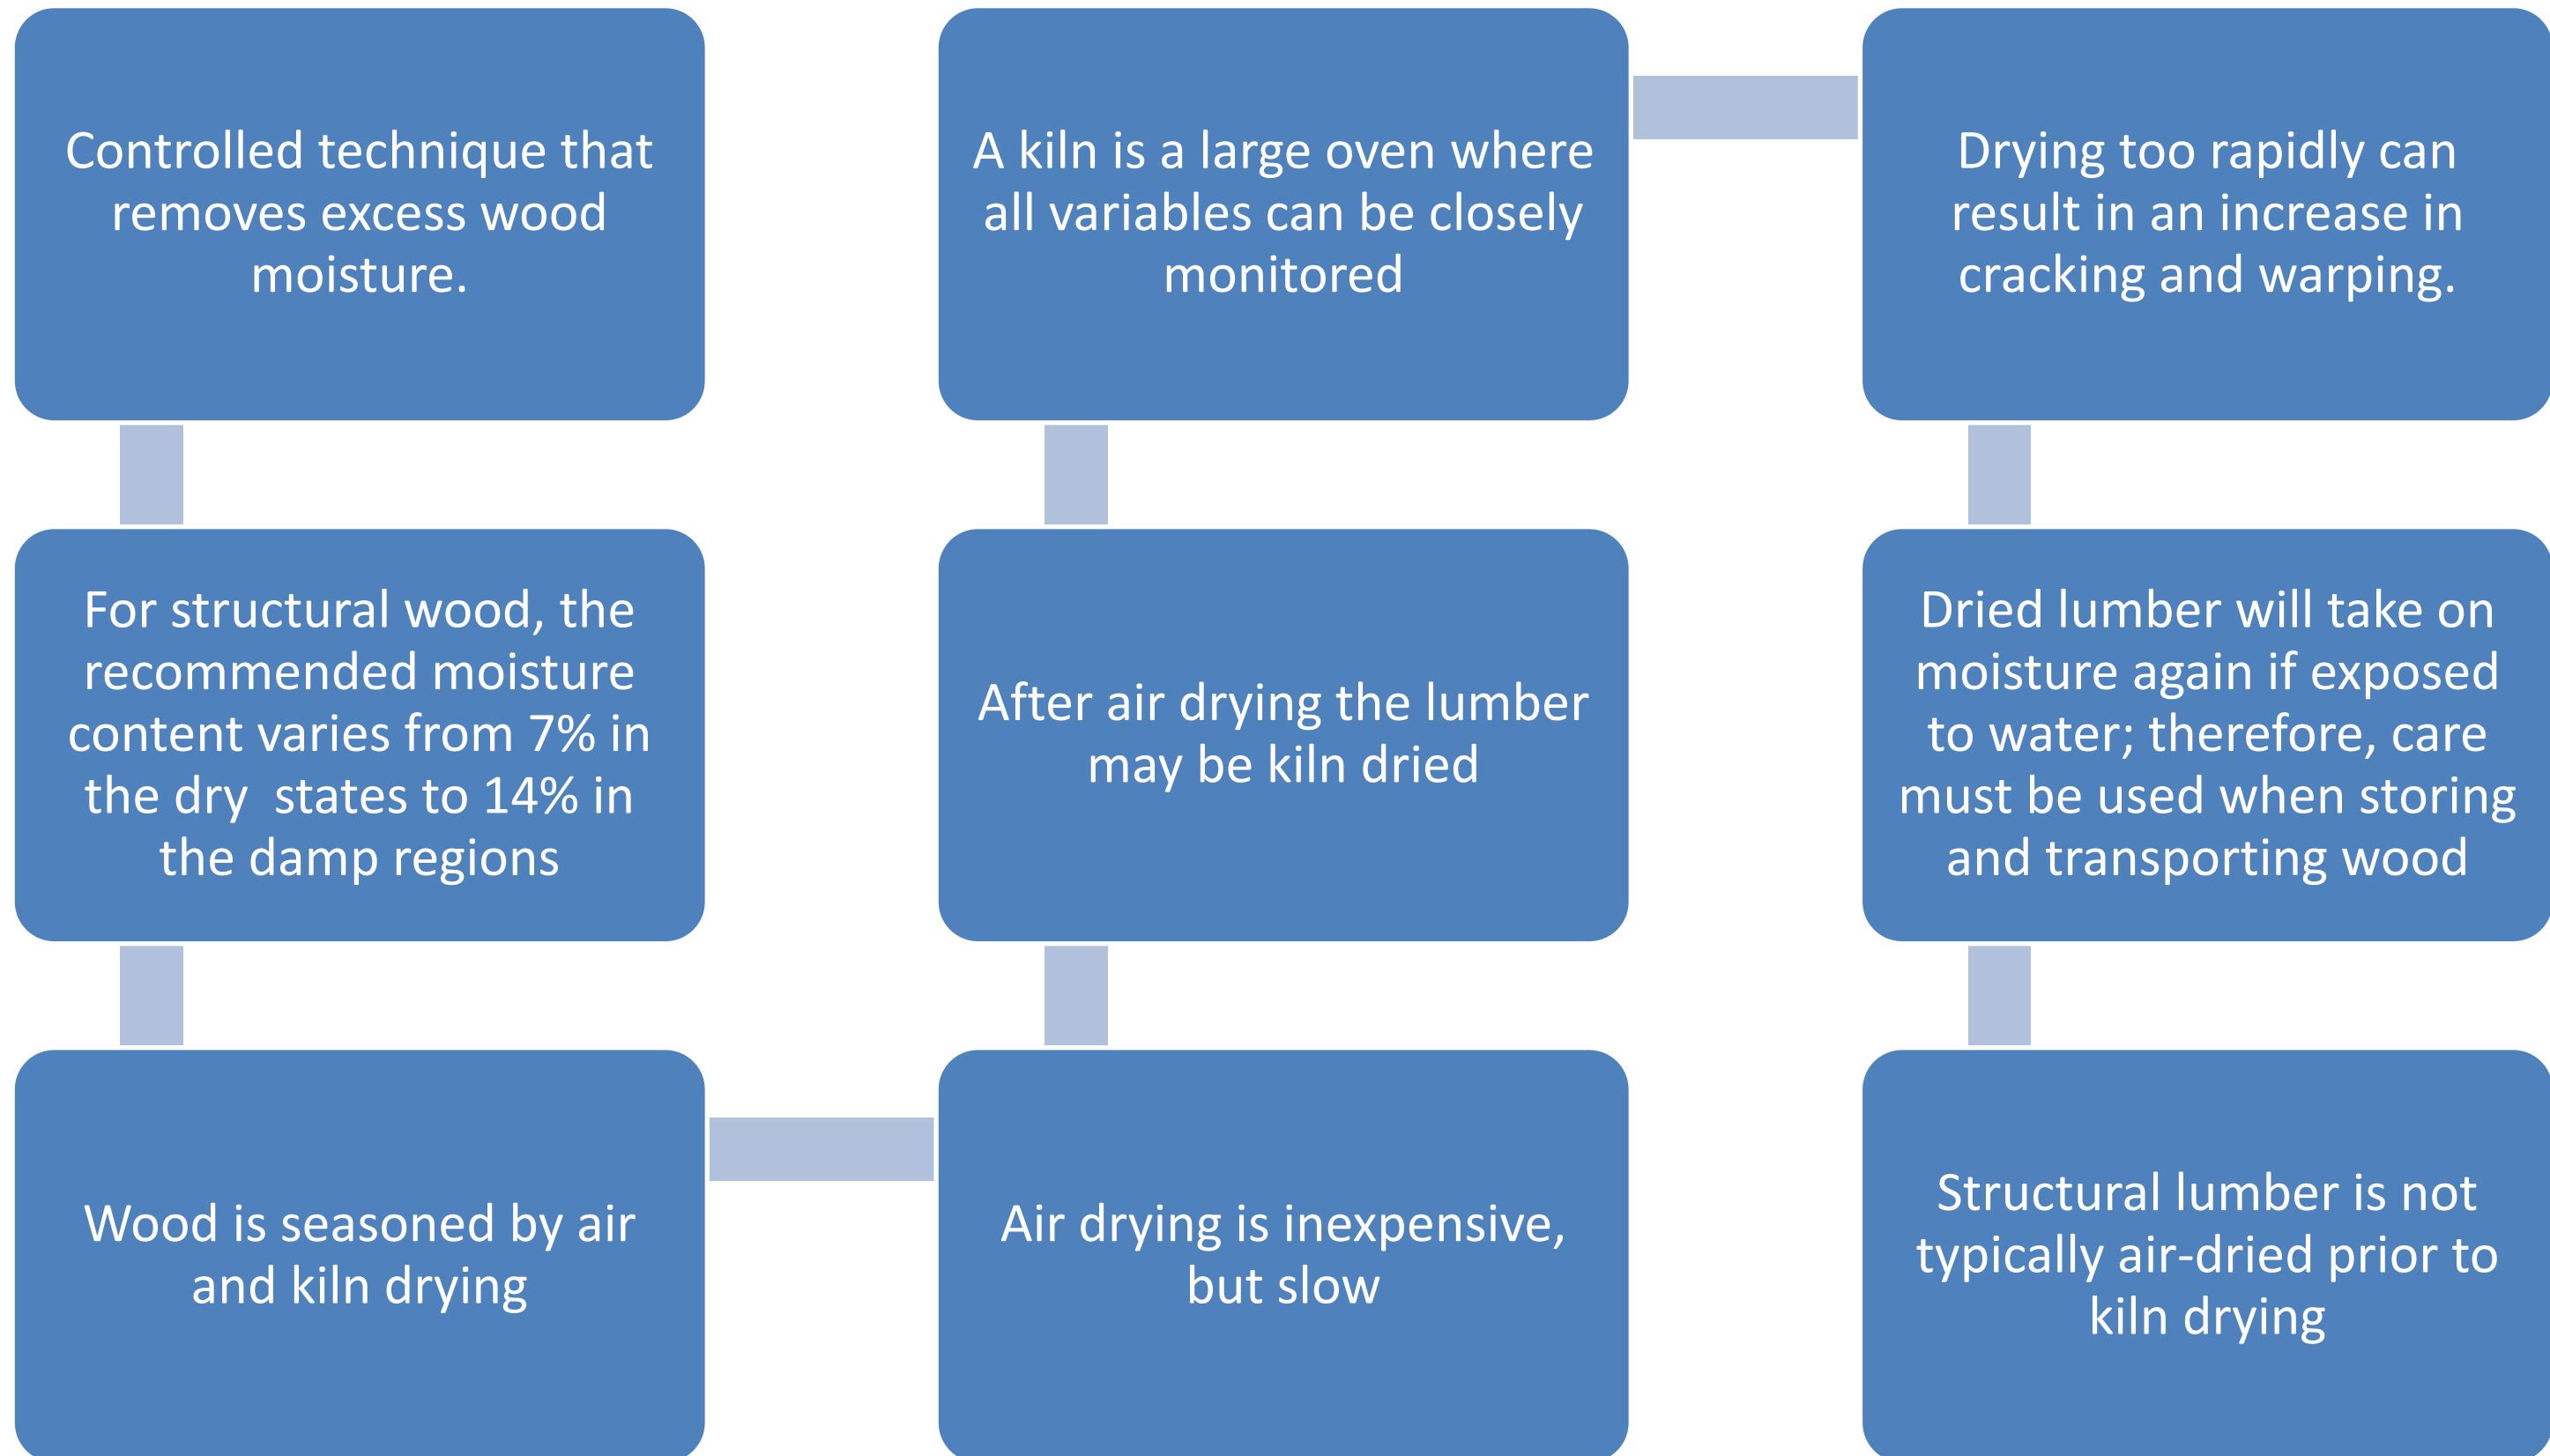 Controlled technique that
removes excess wood
moisture.
For structural wood, the
recommended moisture
content varies from 7% in
the dry  states to 14% in
the damp regions
Wood is seasoned by air
and kiln drying
Air drying is inexpensive,
but slow
After air drying the lumber
may be kiln dried
A kiln is a large oven where
all variables can be closely
monitored
Drying too rapidly can
result in an increase in
cracking and warping.
Dried lumber will take on
moisture again if exposed
to water; therefore, care
must be used when storing
and transporting wood
Structural lumber is not
typically air-dried prior to
kiln drying